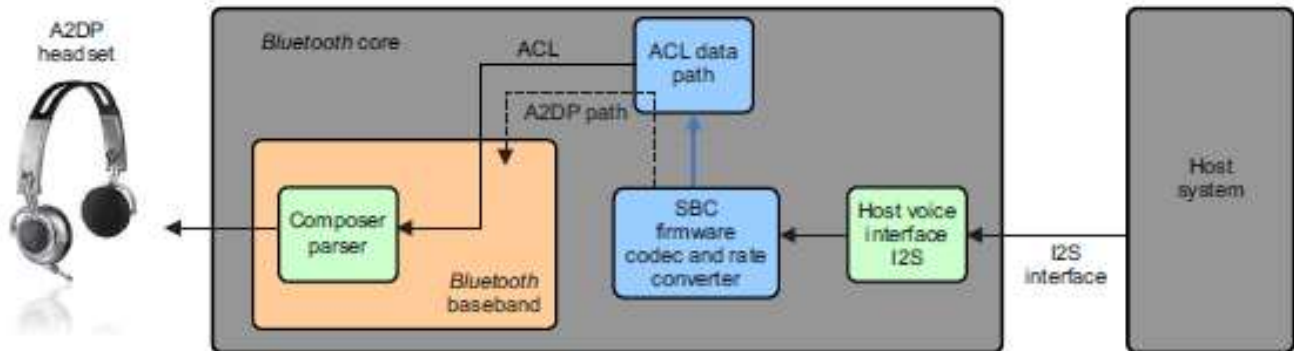 A2DP
headset
Bluetooth core
ACL
ACL data
path
A2DP path
Composer
parser
Bluetooth
baseband
SBC
firmware
codec and rate
converter
Host voice
interface
I2S
I2S
interface
Host
system